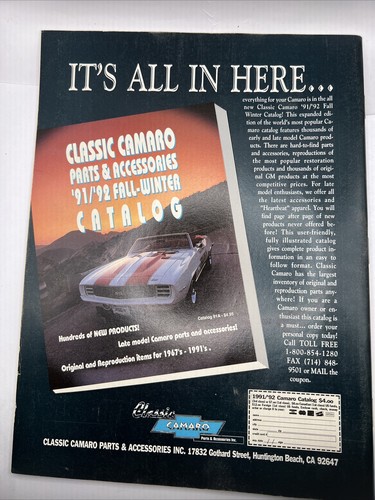 IT'S ALL IN HERE...
everything for your Camaro is in the all
new Classic Camaro '91/'92 Fall
Winter Catalog! This expanded edi-
tion of the world's most popular Ca-
maro catalog features thousands of
early and late model Camaro prod-
ucts. There are hard-to-find parts
and accessories, reproductions of
the most popular restoration
products and thousands of origi-
nal GM products at the most
competitive prices. For late
model enthusiasts, we offer all
the latest accessories and
"Heartbeat" apparel. You will
find page after page of new
products never offered be-
fore! This user-friendly,
fully illustrated catalog
gives complete product
information in an easy to
follow format. Classic
Camaro has the largest
inventory of original and
reproduction parts any-
where! If you are a
Camaro owner or en-
thusiast this catalog is
a must... order your
personal copy today!
Call TOLL FREE
1-800-854-1280
FAX (714) 848-
9501 or MAIL the
coupon.
CLASSIC CAMARO
PARTS & ACCESSORIES
'91/'92 FALL-WINTER
CATALOG
Catalog 91A - $4.00
Hundreds of NEW PRODUCTS!
Late model Camaro parts and accessories!
Original and Reproduction items for 1967's - 1991's.
Classic
CAMARO
Parts & Accessories Inc.
1991/'92 Camaro Catalog $4.00
CLASSIC CAMARO PARTS & ACCESSORIES INC. 17832 Gothard Street, Huntington Beach, CA 92647